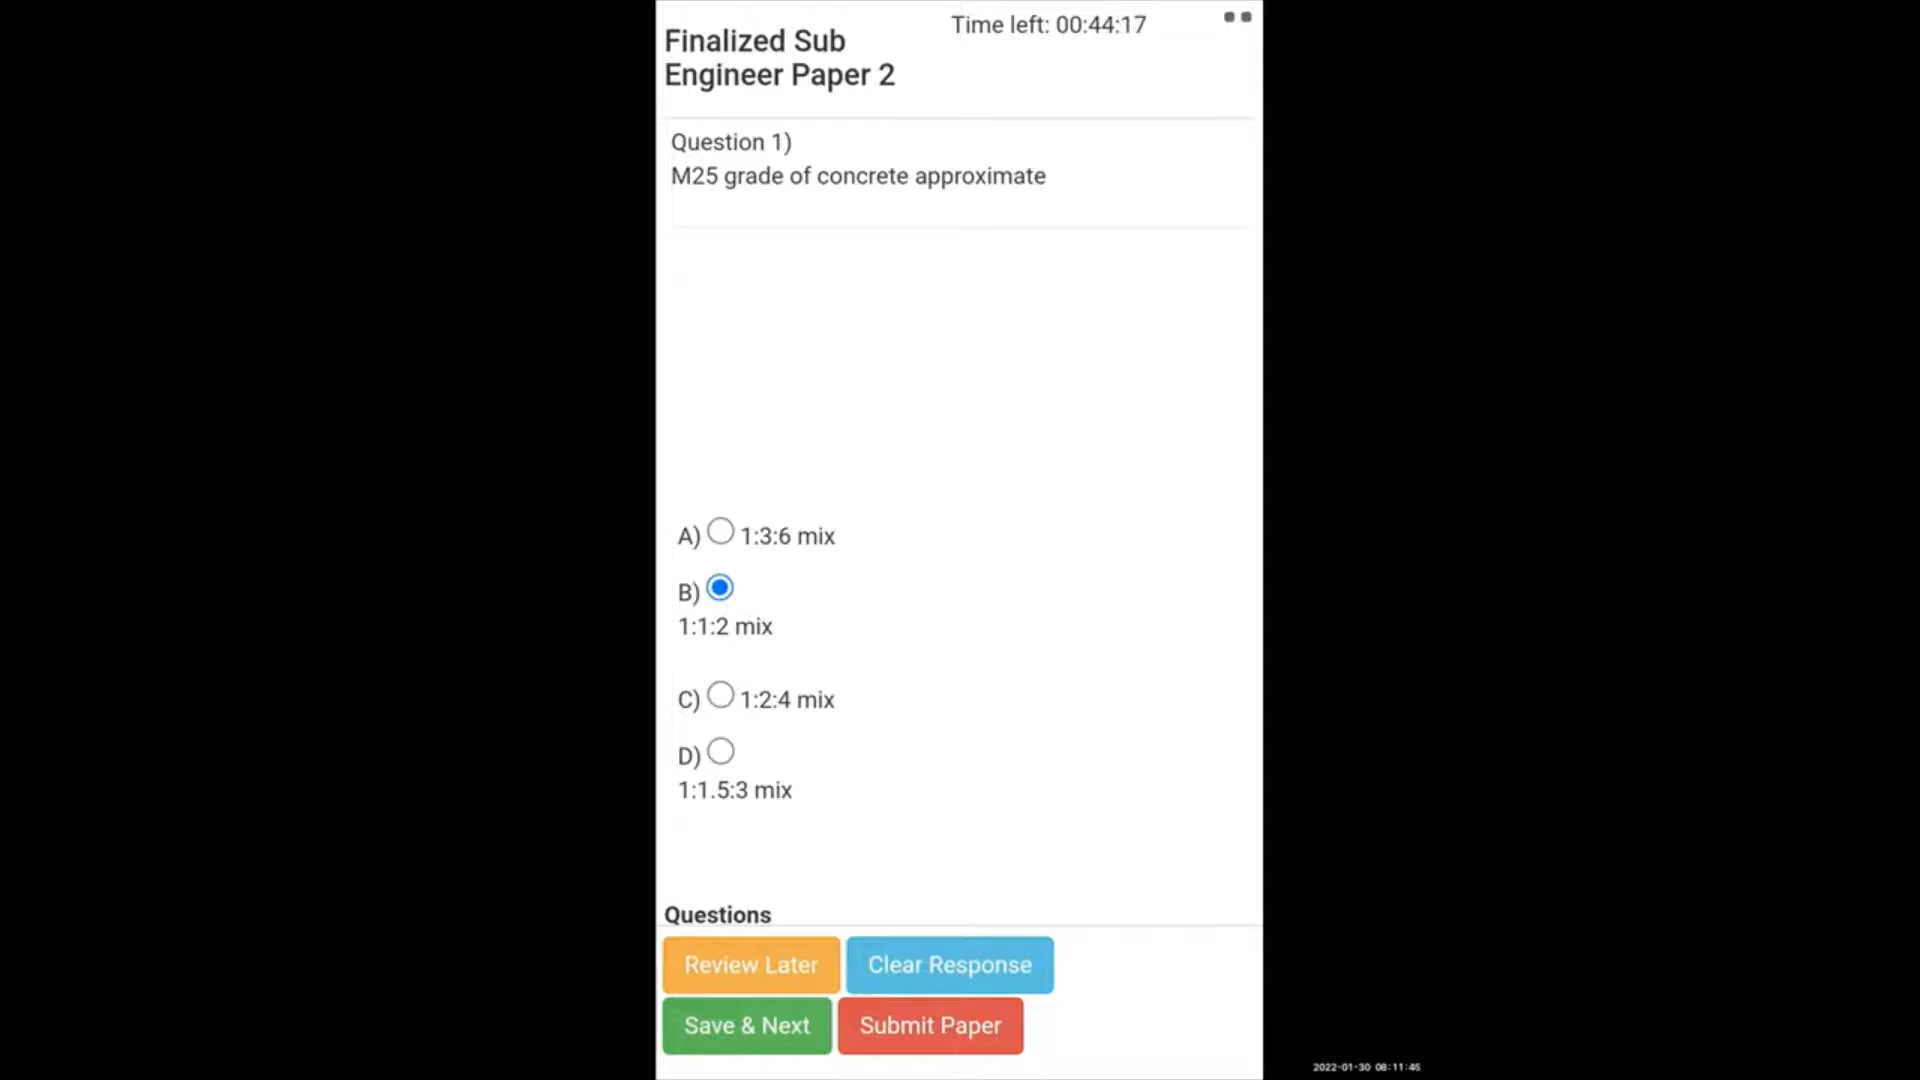 Time left: 00:44:17
Finalized Sub
Engineer Paper 2
Question 1)
M25 grade of concrete approximate
A) 1:3:6 mix
B)
1:1:2 mix
C) 1:2:4 mix
D)
1:1.5:3 mix
Questions
Review Later Clear Response
Save & Next Submit Paper
2022-01-30 08:11:45